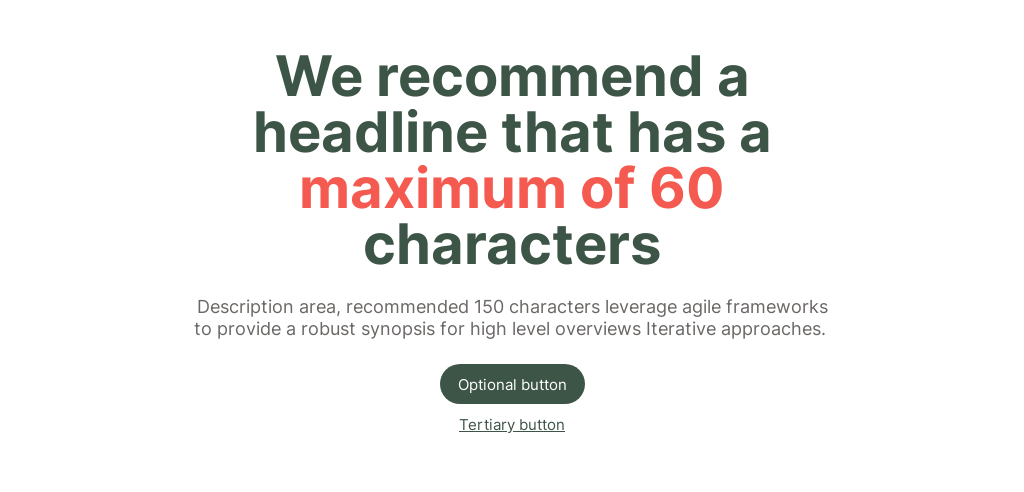 We recommend a
headline that has a
maximum of 60
characters
Description area, recommended 150 characters leverage agile frameworks
to provide a robust synopsis for high level overviews Iterative approaches.
Optional button
Tertiary button